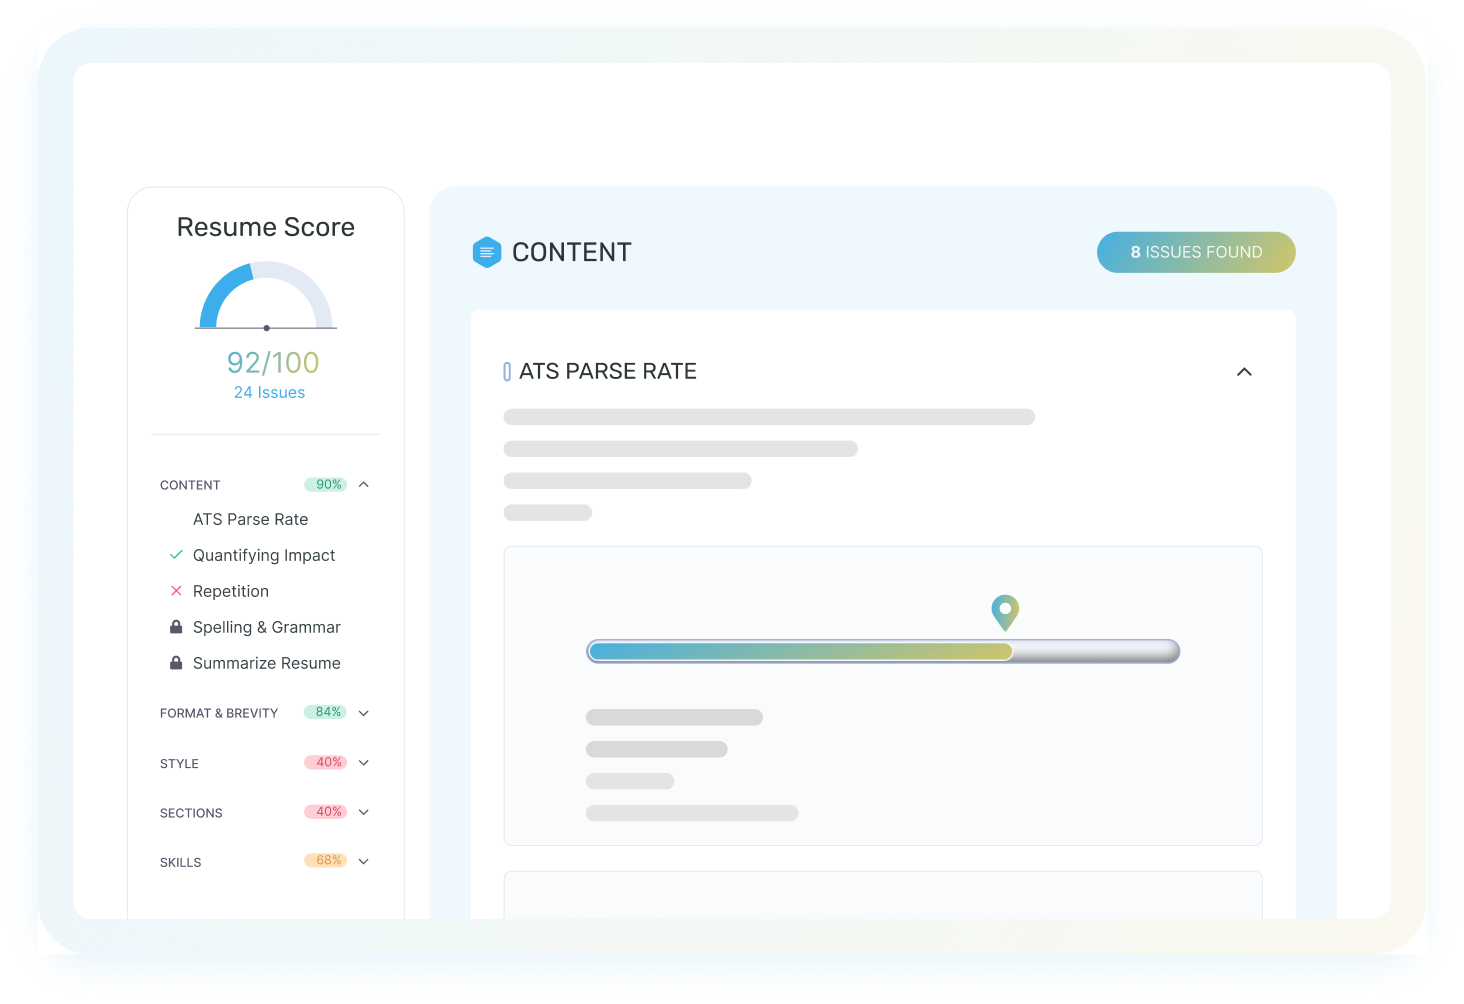 Resume Score
92/100
24 Issues
CONTENT 90%
ATS Parse Rate
Quantifying Impact
Repetition
Spelling & Grammar
Summarize Resume
FORMAT & BREVITY 84%
STYLE 40%
SECTIONS 40%
SKILLS 68%
CONTENT
8 ISSUES FOUND
ATS PARSE RATE